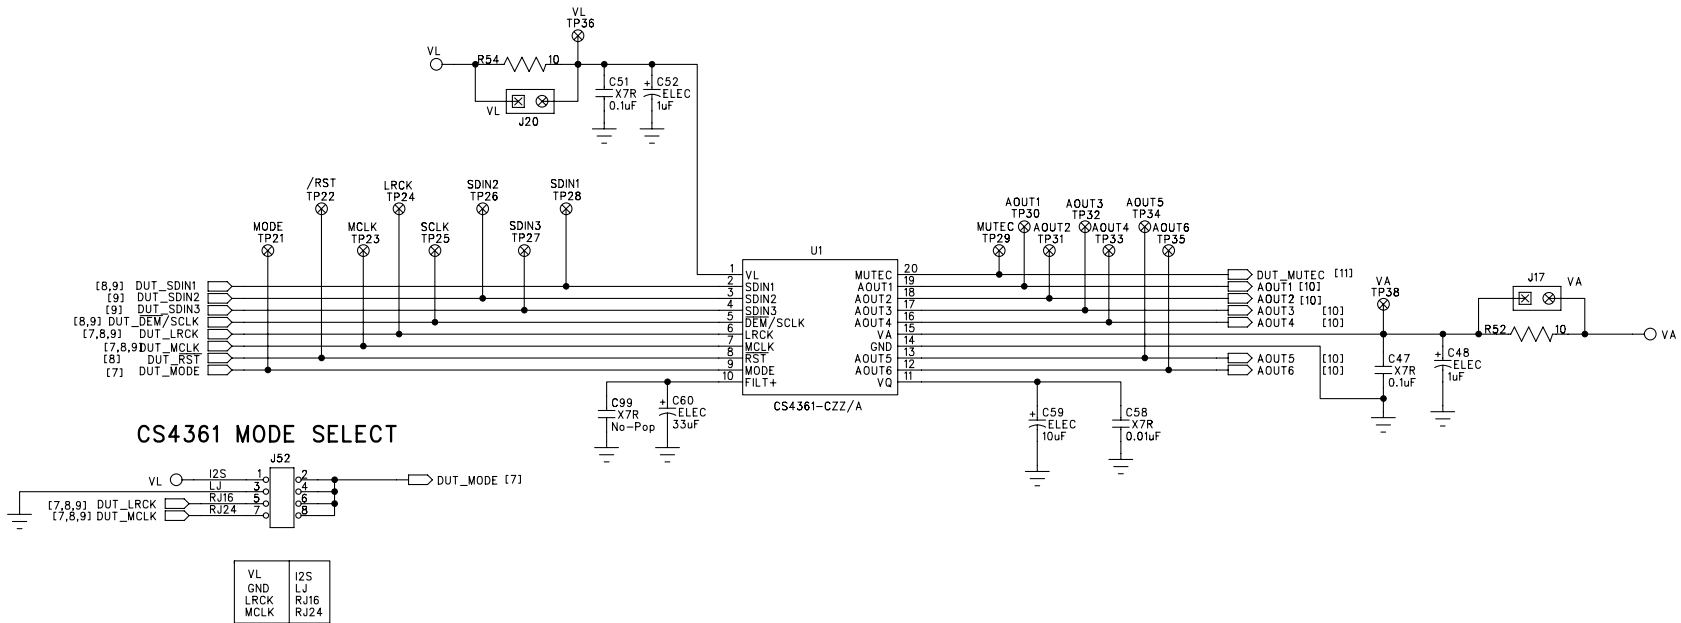 VL
TP36
VL
R54 10
C51
X7R
0.1uF
+ C52
ELEC
1uF
VL
J20
/RST
TP22
LRCK
TP24
SDIN2
TP26
SDIN1
TP28
MODE
TP21
MCLK
TP23
SCLK
TP25
SDIN3
TP27
AOUT1
TP30
AOUT3
TP32
AOUT5
TP34
MUTEC
TP29
AOUT2
TP31
AOUT4
TP33
AOUT6
TP35
U1
[8,9] DUT_SDIN1
[9] DUT_SDIN2
[9] DUT_SDIN3
[8,9] DUT_DEM/SCLK
[7,8,9] DUT_LRCK
[7,8,9] DUT_MCLK
[8] DUT_RST
[7] DUT_MODE
1 VL
2 SDIN1
3 SDIN2
4 SDIN3
5 DEM/SCLK
6 LRCK
7 MCLK
8 RST
9 MODE
10 FILT+
MUTEC 20
AOUT1 19
AOUT2 18
AOUT3 17
AOUT4 16
VA 15
GND 14
AOUT5 13
AOUT6 12
VQ 11
CS4361-CZZ/A
DUT_MUTEC [11]
AOUT1 [10]
AOUT2 [10]
AOUT3 [10]
AOUT4 [10]
AOUT5 [10]
AOUT6 [10]
VA
TP38
J17
VA
R52 10
VA
C47
X7R
0.1uF
+ C48
ELEC
1uF
C99
X7R
No-Pop
+ C60
ELEC
33uF
+ C59
ELEC
10uF
C58
X7R
0.01uF
CS4361 MODE SELECT
J52
VL I2S 1 2
LJ 3 4
[7,8,9] DUT_LRCK RJ16 5 6
[7,8,9] DUT_MCLK RJ24 7 8
DUT_MODE [7]
VL I2S
GND LJ
LRCK RJ16
MCLK RJ24